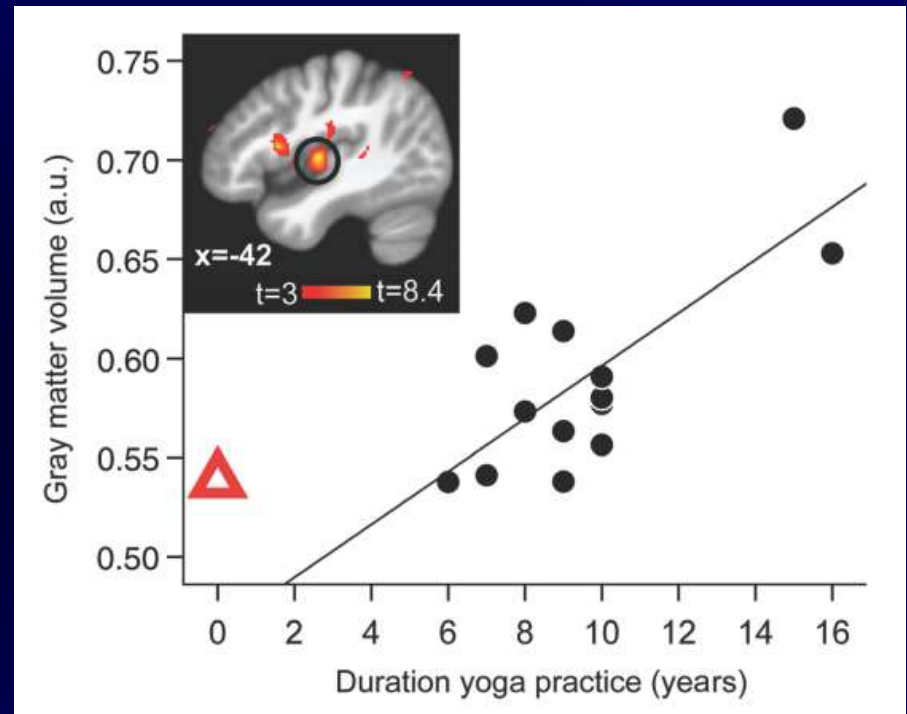 Gray matter volume (a.u.)
0.75
0.70
0.65
0.60
0.55
0.50
x=-42
t=3 t=8.4
0 2 4 6 8 10 12 14 16
Duration yoga practice (years)